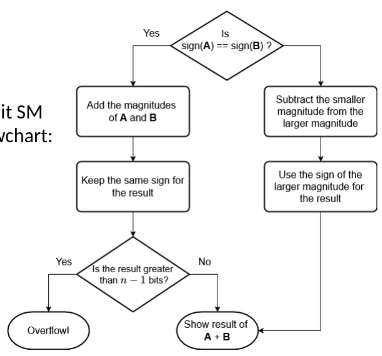 Yes
Is
sign(A) == sign(B) ?
it SM
wchart:
Add the magnitudes
of A and B
Subtract the smaller
magnitude from the
larger magnitude
Keep the same sign for
the result
Use the sign of the
larger magnitude for
the result
Yes
No
Is the result greater
than n − 1 bits?
Overflow!
Show result of
A + B